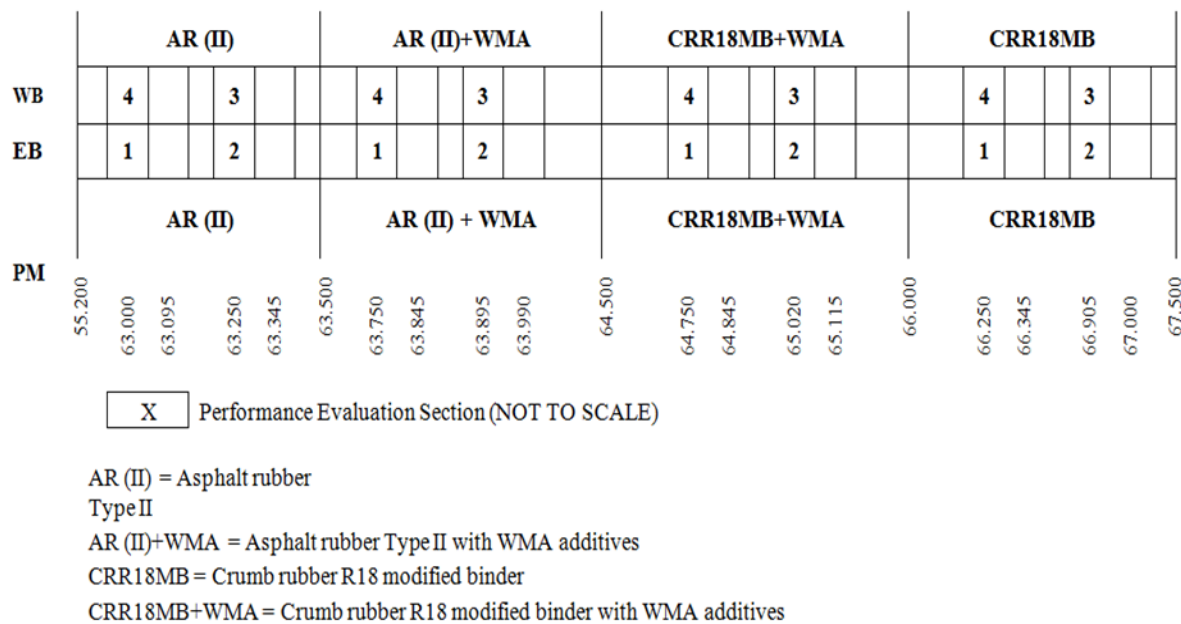 AR (II) AR (II)+WMA CRR18MB+WMA CRR18MB
WB 4 3 4 3 4 3 4 3
EB 1 2 1 2 1 2 1 2
AR (II) AR (II) + WMA CRR18MB+WMA CRR18MB
PM
55.200 63.000 63.095 63.250 63.345 63.500 63.750 63.845 63.895 63.990 64.500 64.750 64.845 65.020 65.115 66.000 66.250 66.345 66.905 67.000 67.500
X Performance Evaluation Section (NOT TO SCALE)
AR (II) = Asphalt rubber
Type II
AR (II)+WMA = Asphalt rubber Type II with WMA additives
CRR18MB = Crumb rubber R18 modified binder
CRR18MB+WMA = Crumb rubber R18 modified binder with WMA additives